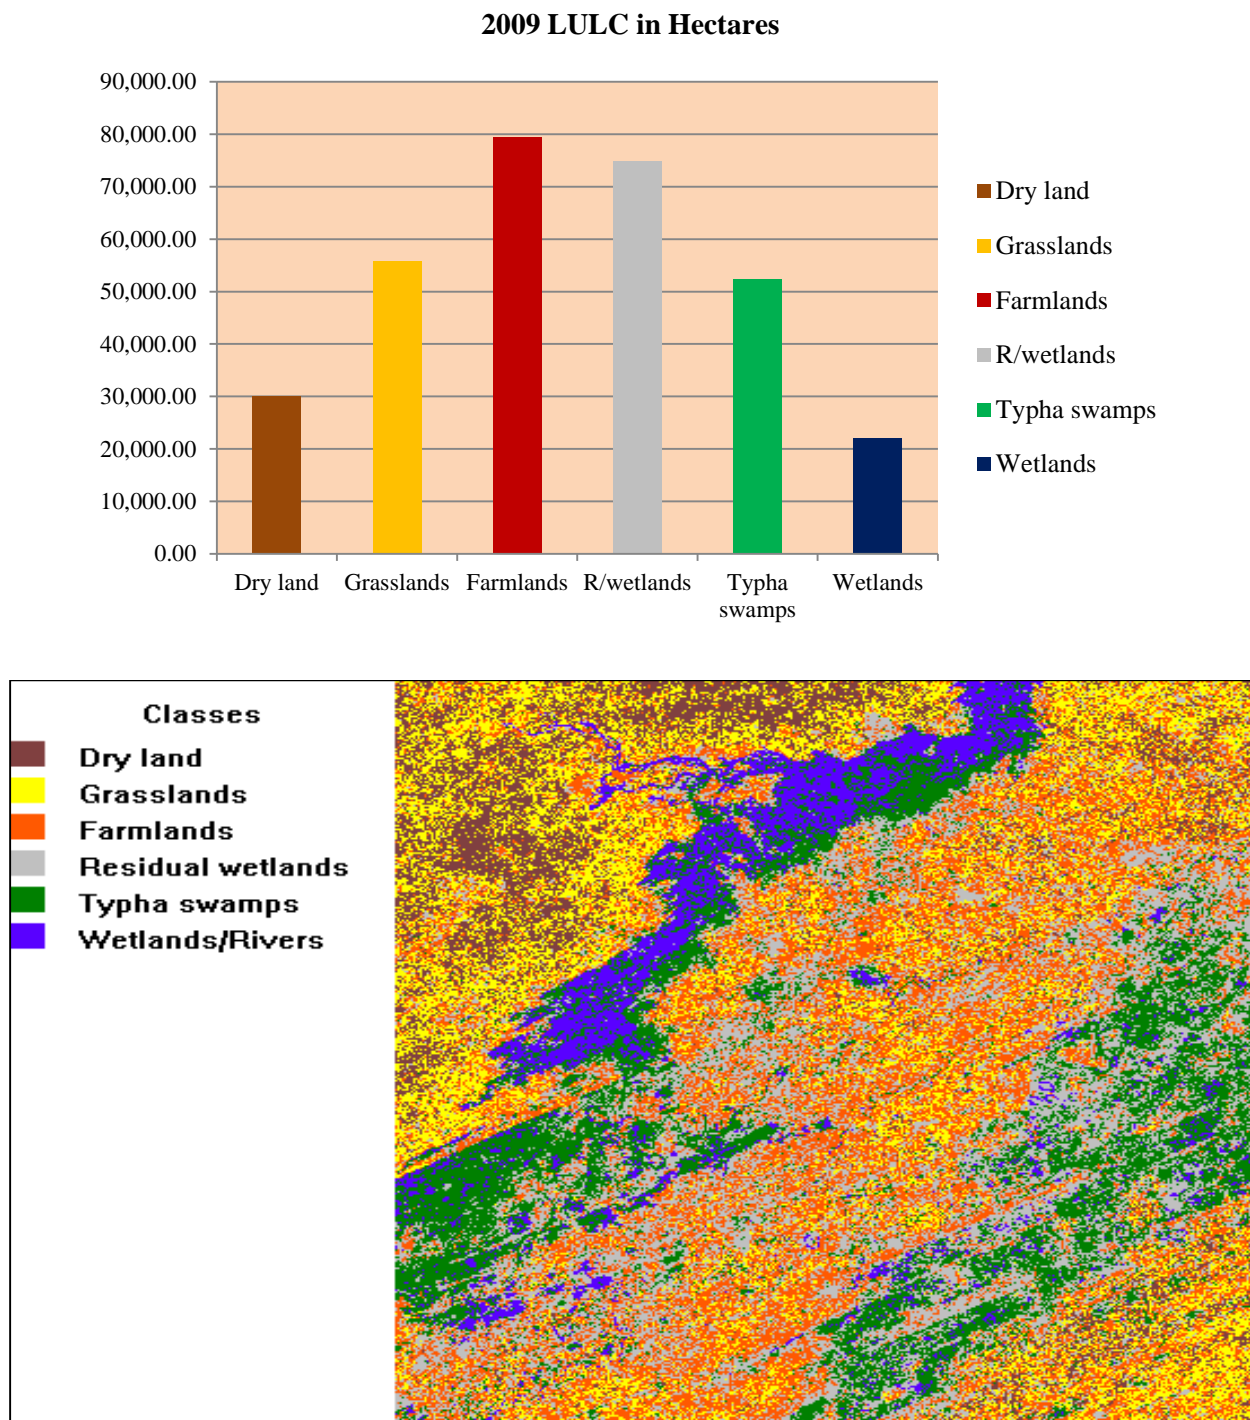 2009 LULC in Hectares
90,000.00
80,000.00
70,000.00
60,000.00
50,000.00
40,000.00
30,000.00
20,000.00
10,000.00
0.00
Dry land
Grasslands
Farmlands
R/wetlands
Typha swamps
Wetlands
Dry land
Grasslands
Farmlands
R/wetlands
Typha
swamps
Wetlands
Classes
Dry land
Grasslands
Farmlands
Residual wetlands
Typha swamps
Wetlands/Rivers